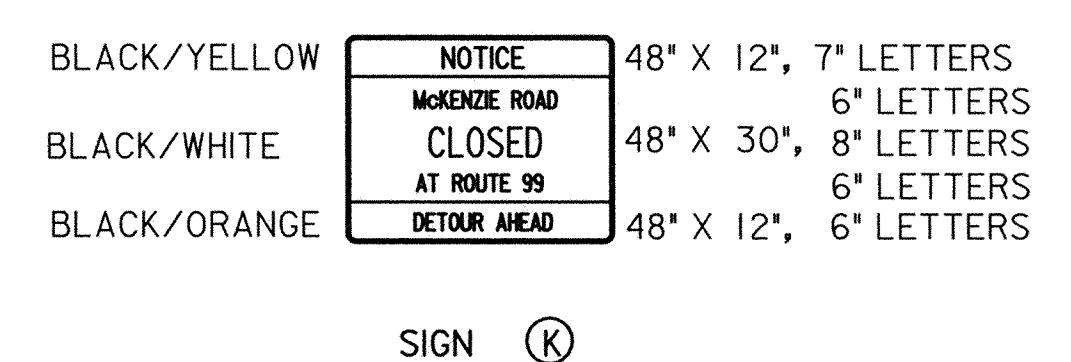 BLACK/YELLOW NOTICE 48" X 12", 7" LETTERS
McKENZIE ROAD 6" LETTERS
BLACK/WHITE CLOSED 48" X 30", 8" LETTERS
AT ROUTE 99 6" LETTERS
BLACK/ORANGE DETOUR AHEAD 48" X 12", 6" LETTERS
SIGN K